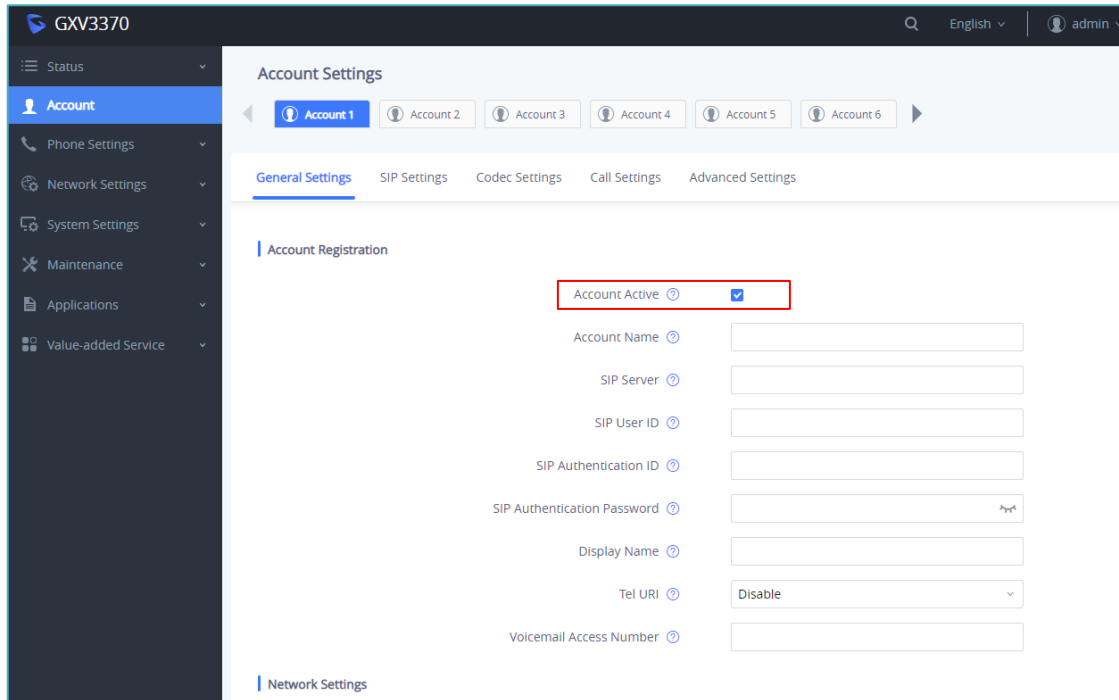 GXV3370
English
admin
Status
Account
Phone Settings
Network Settings
System Settings
Maintenance
Applications
Value-added Service
Account Settings
Account 1
Account 2
Account 3
Account 4
Account 5
Account 6
General Settings
SIP Settings
Codec Settings
Call Settings
Advanced Settings
Account Registration
Account Active
Account Name
SIP Server
SIP User ID
SIP Authentication ID
SIP Authentication Password
Display Name
Tel URI
Disable
Voicemail Access Number
Network Settings